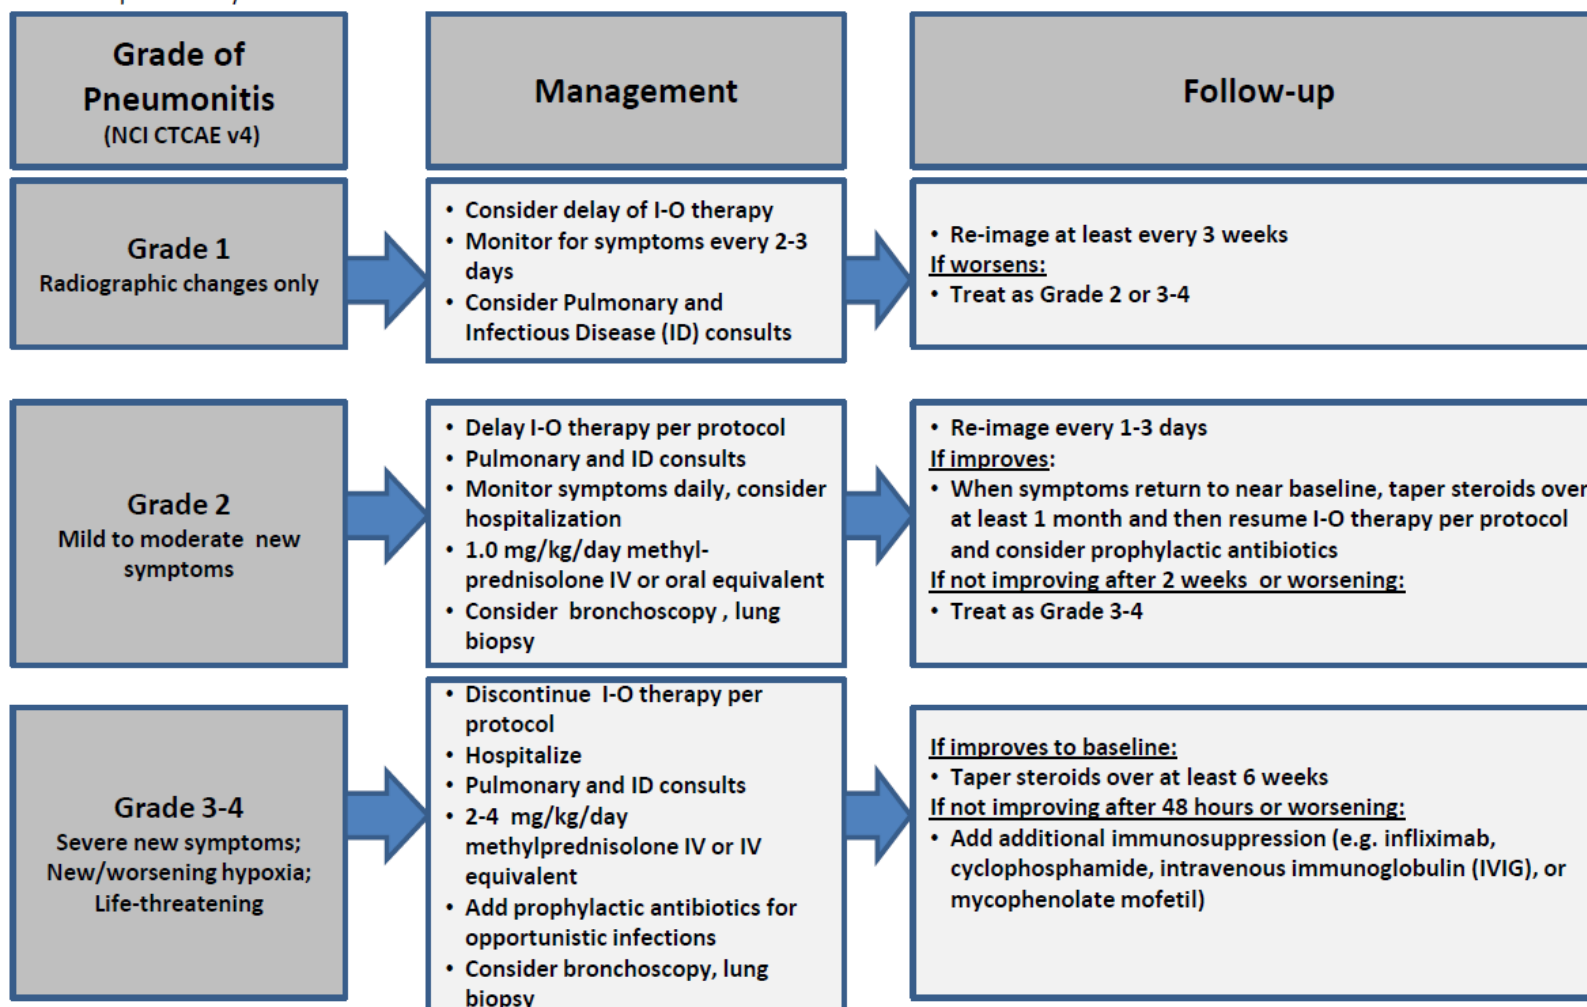 Grade of
Pneumonitis
(NCI CTCAE v4)
Management
Follow-up
Grade 1
Radiographic changes only
• Consider delay of I-O therapy
• Monitor for symptoms every 2-3
days
• Consider Pulmonary and
Infectious Disease (ID) consults
• Re-image at least every 3 weeks
If worsens:
• Treat as Grade 2 or 3-4
Grade 2
Mild to moderate new
symptoms
• Delay I-O therapy per protocol
• Pulmonary and ID consults
• Monitor symptoms daily, consider
hospitalization
• 1.0 mg/kg/day methyl-
prednisolone IV or oral equivalent
• Consider bronchoscopy , lung
biopsy
• Re-image every 1-3 days
If improves:
• When symptoms return to near baseline, taper steroids over
at least 1 month and then resume I-O therapy per protocol
and consider prophylactic antibiotics
If not improving after 2 weeks or worsening:
• Treat as Grade 3-4
Grade 3-4
Severe new symptoms;
New/worsening hypoxia;
Life-threatening
• Discontinue I-O therapy per
protocol
• Hospitalize
• Pulmonary and ID consults
• 2-4 mg/kg/day
methylprednisolone IV or IV
equivalent
• Add prophylactic antibiotics for
opportunistic infections
• Consider bronchoscopy, lung
biopsy
If improves to baseline:
• Taper steroids over at least 6 weeks
If not improving after 48 hours or worsening:
• Add additional immunosuppression (e.g. infliximab,
cyclophosphamide, intravenous immunoglobulin (IVIG), or
mycophenolate mofetil)